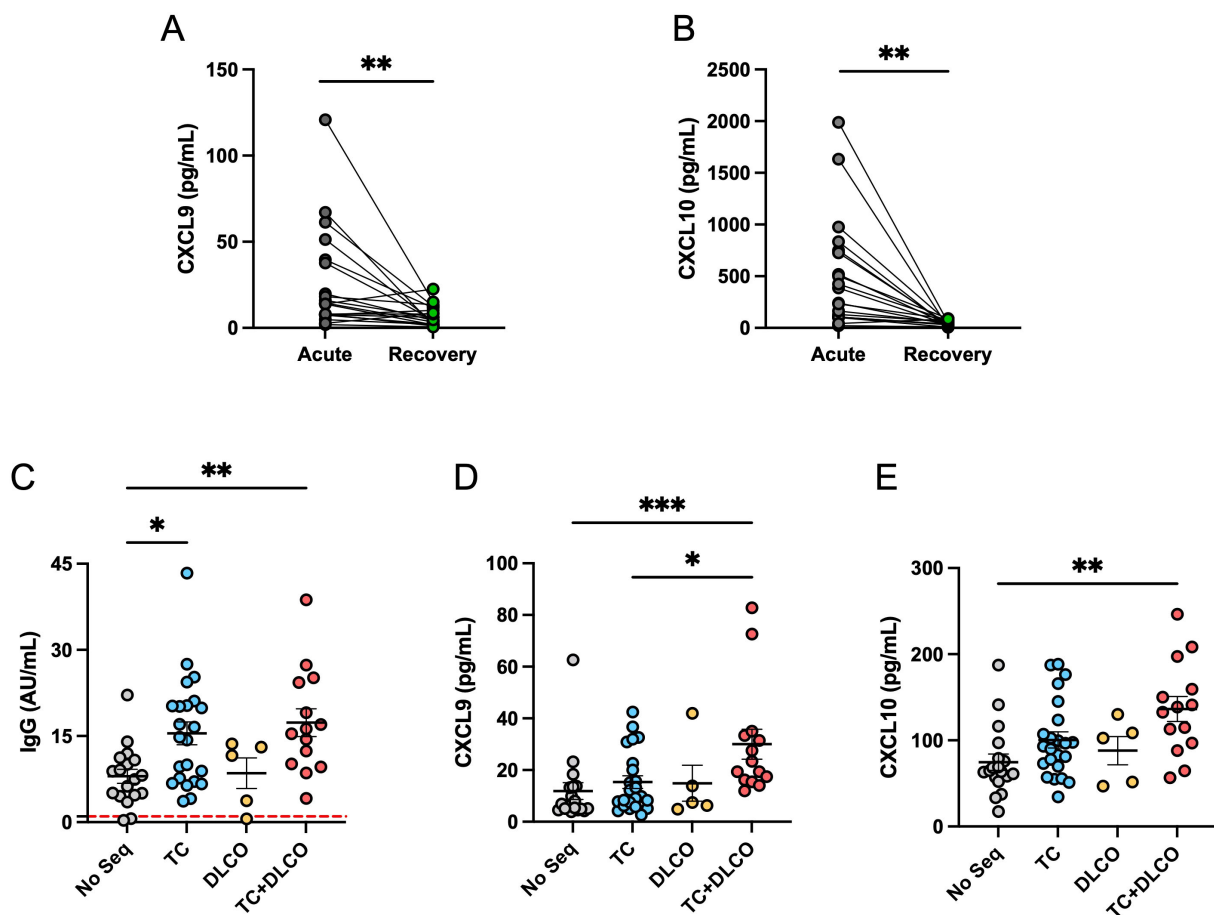 A
B
**
**
CXCL9 (pg/mL)
150
100
50
0
Acute
Recovery
CXCL10 (pg/mL)
2500
2000
1500
1000
500
0
Acute
Recovery
C
D
E
**
*
IgG (AU/mL)
45
30
15
0
No Seq
TC
DLCO
TC+DLCO
***
*
CXCL9 (pg/mL)
100
80
60
40
20
0
No Seq
TC
DLCO
TC+DLCO
**
CXCL10 (pg/mL)
300
200
100
0
No Seq
TC
DLCO
TC+DLCO